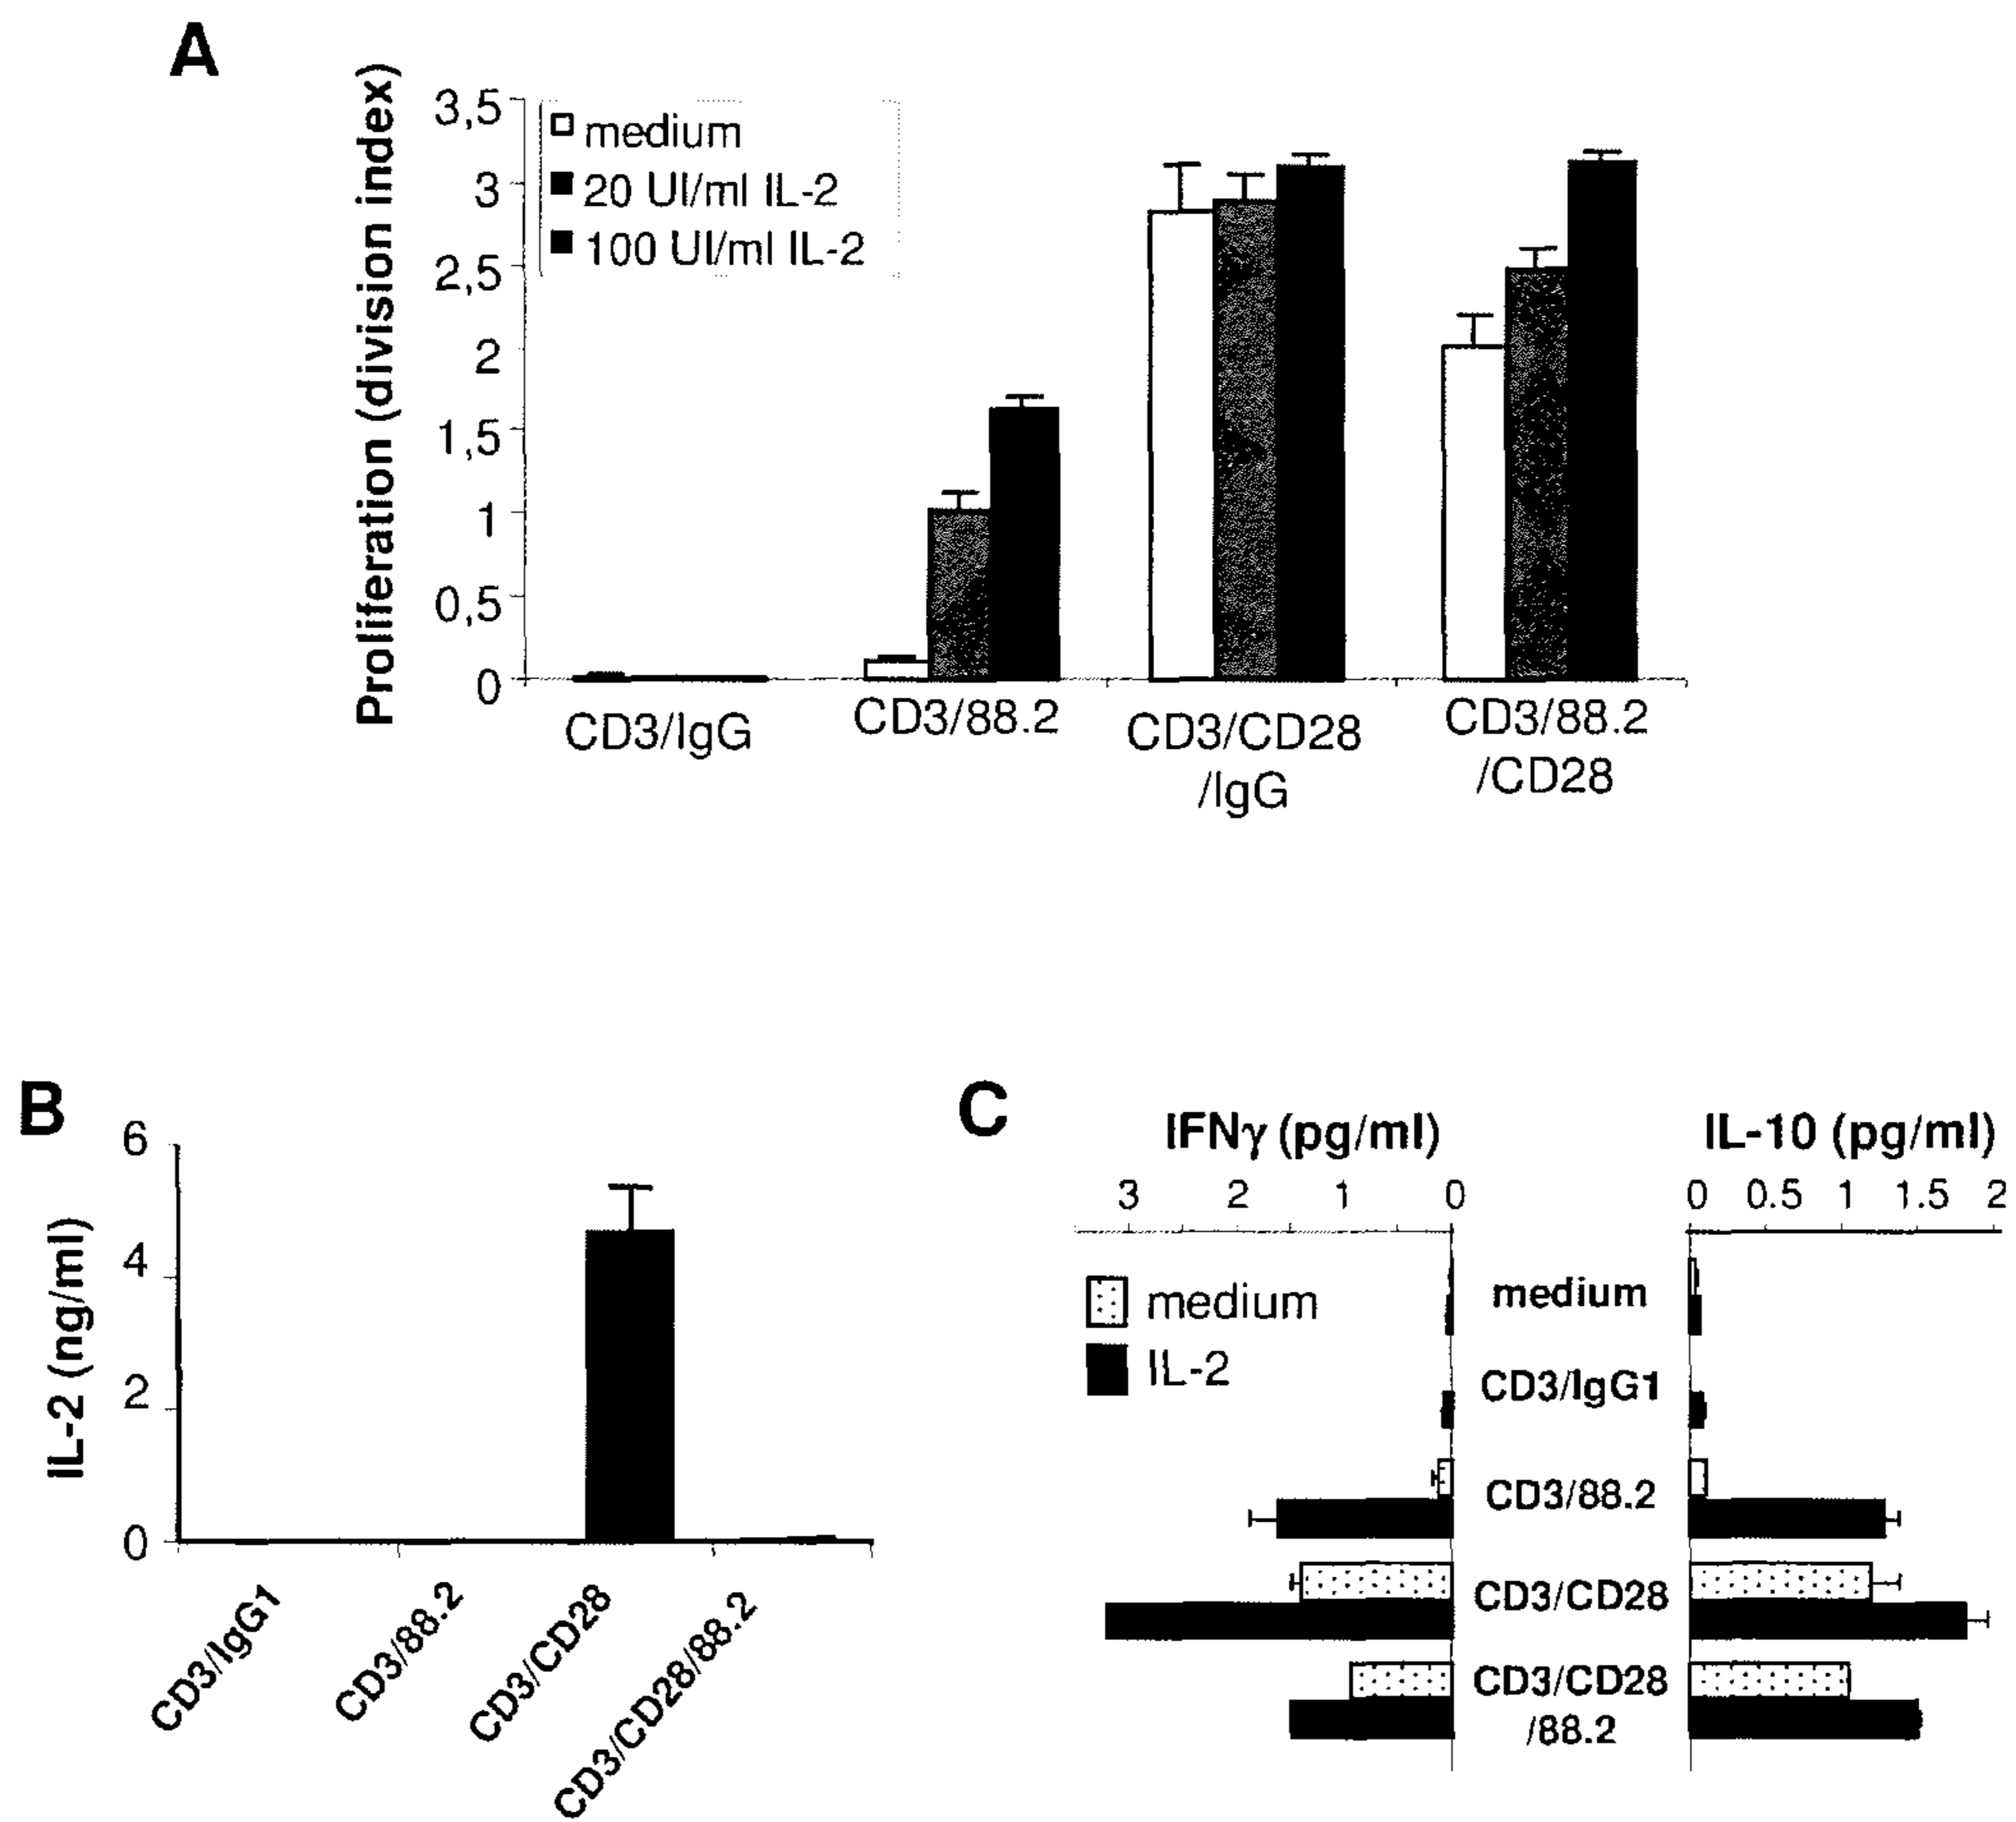 A
Proliferation (division index)
3,5
3
2,5
2
1,5
1
0,5
0
medium
20 UI/ml IL-2
100 UI/ml IL-2
CD3/IgG
CD3/88.2
CD3/CD28
/IgG
CD3/88.2
/CD28
B
IL-2 (ng/ml)
6
4
2
0
CD3/IgG1
CD3/88.2
CD3/CD28
CD3/CD28/88.2
C
IFNγ (pg/ml)
IL-10 (pg/ml)
3 2 1 0
0 0.5 1 1.5 2
medium
IL-2
medium
CD3/IgG1
CD3/88.2
CD3/CD28
CD3/CD28
/88.2